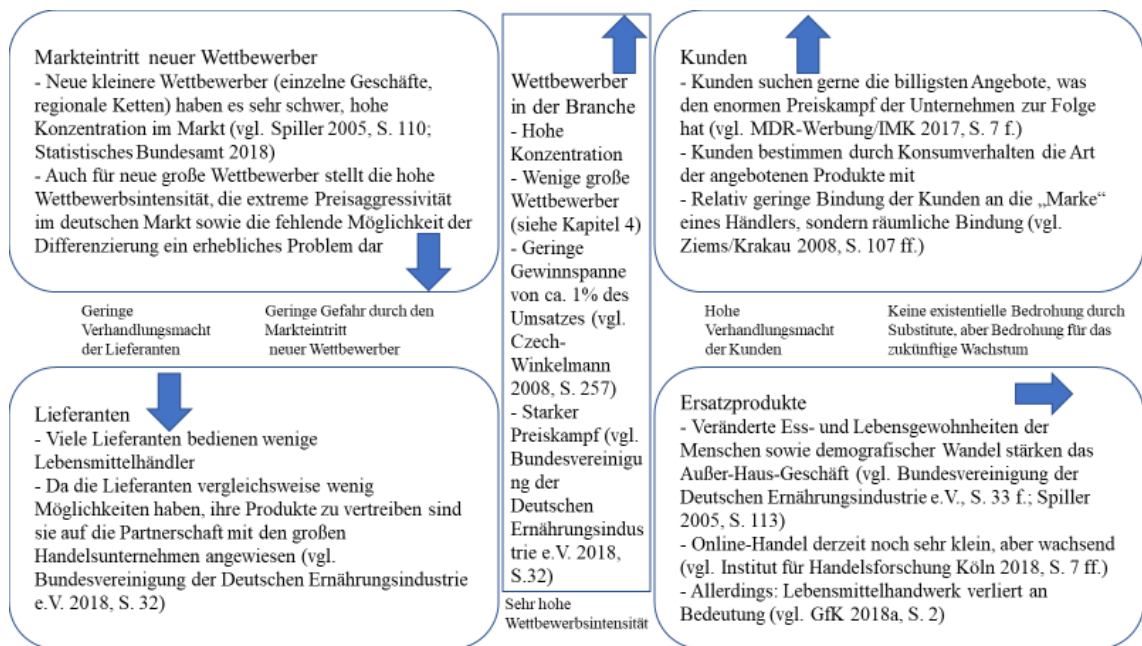 Markteintritt neuer Wettbewerber
- Neue kleinere Wettbewerber (einzelne Geschäfte,
regionale Ketten) haben es sehr schwer, hohe
Konzentration im Markt (vgl. Spiller 2005, S. 110;
Statistisches Bundesamt 2018)
- Auch für neue große Wettbewerber stellt die hohe
Wettbewerbsintensität, die extreme Preisaggressivität
im deutschen Markt sowie die fehlende Möglichkeit der
Differenzierung ein erhebliches Problem dar
Geringe
Verhandlungsmacht
der Lieferanten
Geringe Gefahr durch den
Markteintritt
neuer Wettbewerber
Lieferanten
- Viele Lieferanten bedienen wenige
Lebensmittelhändler
- Da die Lieferanten vergleichsweise wenig
Möglichkeiten haben, ihre Produkte zu vertreiben sind
sie auf die Partnerschaft mit den großen
Handelsunternehmen angewiesen (vgl.
Bundesvereinigung der Deutschen Ernährungsindustrie
e.V. 2018, S. 32)
Wettbewerber
in der Branche
- Hohe
Konzentration
- Wenige große
Wettbewerber
(siehe Kapitel 4)
- Geringe
Gewinnspanne
von ca. 1% des
Umsatzes (vgl.
Czech-
Winkelmann
2008, S. 257)
- Starker
Preiskampf (vgl.
Bundesvereinigu
ng der
Deutschen
Ernährungsindus
trie e.V. 2018,
S.32)
Sehr hohe
Wettbewerbsintensität
Kunden
- Kunden suchen gerne die billigsten Angebote, was
den enormen Preiskampf der Unternehmen zur Folge
hat (vgl. MDR-Werbung/IMK 2017, S. 7 f.)
- Kunden bestimmen durch Konsumverhalten die Art
der angebotenen Produkte mit
- Relativ geringe Bindung der Kunden an die „Marke“
eines Händlers, sondern räumliche Bindung (vgl.
Ziems/Krakau 2008, S. 107 ff.)
Hohe
Verhandlungsmacht
der Kunden
Keine existentielle Bedrohung durch
Substitute, aber Bedrohung für das
zukünftige Wachstum
Ersatzprodukte
- Veränderte Ess- und Lebensgewohnheiten der
Menschen sowie demografischer Wandel stärken das
Außer-Haus-Geschäft (vgl. Bundesvereinigung der
Deutschen Ernährungsindustrie e.V., S. 33 f.; Spiller
2005, S. 113)
- Online-Handel derzeit noch sehr klein, aber wachsend
(vgl. Institut für Handelsforschung Köln 2018, S. 7 ff.)
- Allerdings: Lebensmittelhandwerk verliert an
Bedeutung (vgl. GfK 2018a, S. 2)